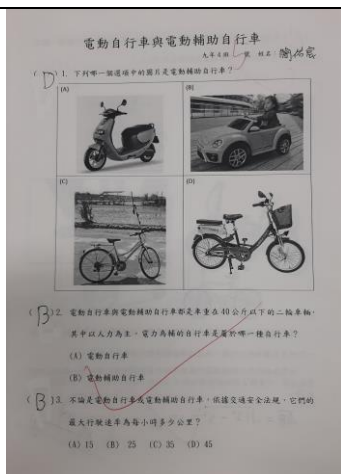 電動自行車與電動輔助自行車
九年 班 號 姓名：
(D) 1. 下列哪一個選項中的圖片是電動輔助自行車？
(A)
(B)
(C)
(D)
(B) 2. 電動自行車與電動輔助自行車都是車重在 40 公斤以下的二輪車輛，
其中以人力為主，電力為輔的自行車是屬於哪一種自行車？
(A) 電動自行車
(B) 電動輔助自行車
(B) 3. 不論是電動自行車或電動輔助自行車，依據交通安全法規，它們的
最大行駛速率為每小時多少公里？
(A) 15 (B) 25 (C) 35 (D) 45